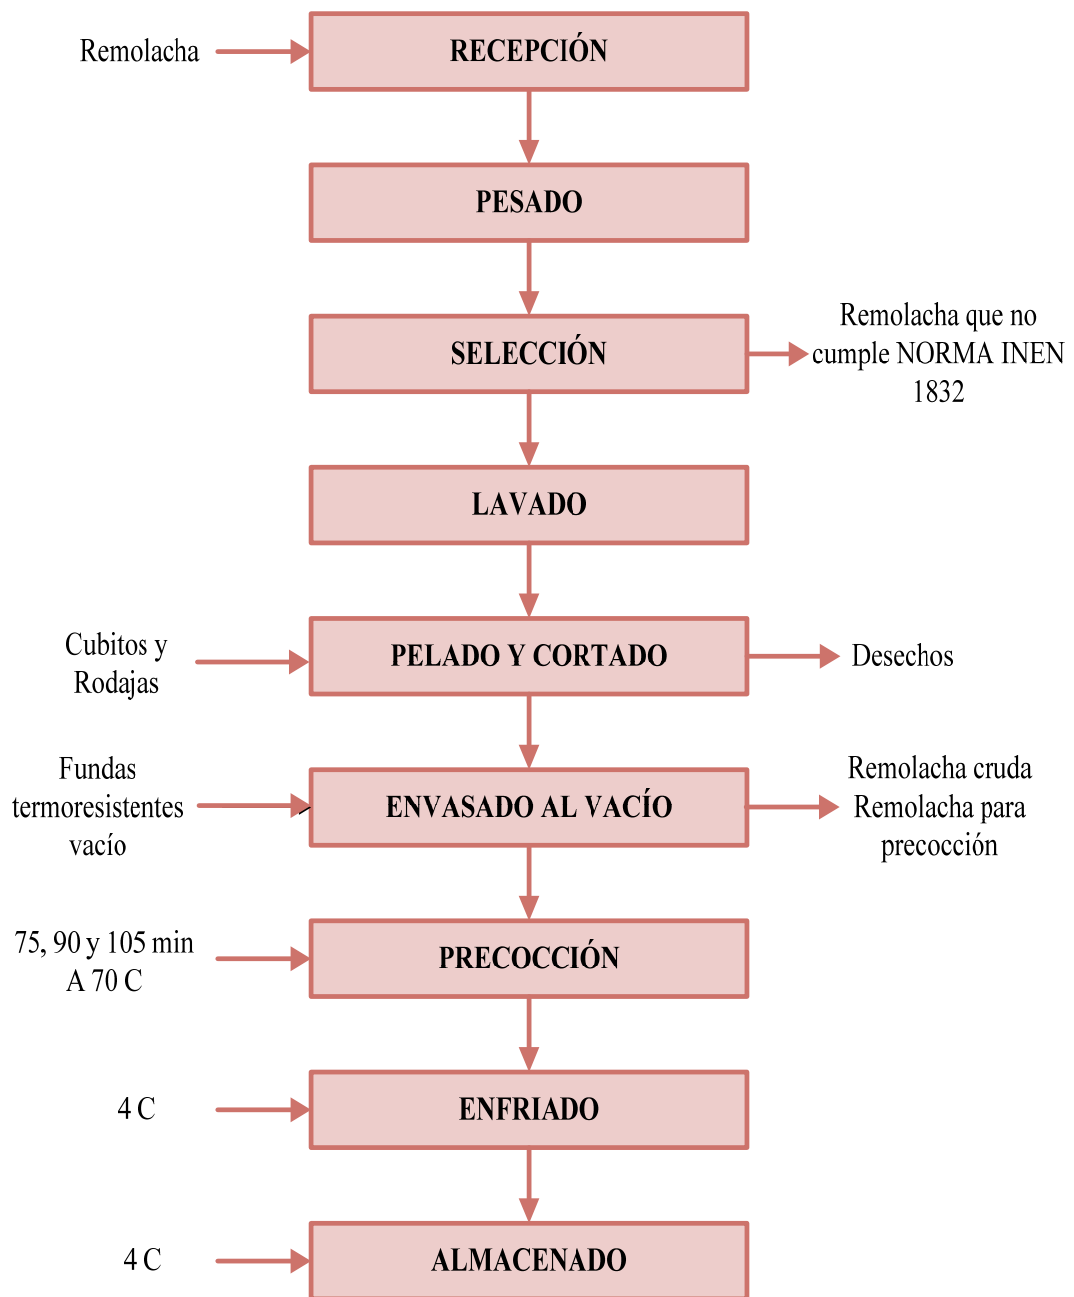 Remolacha
RECEPCIÓN
PESADO
SELECCIÓN
Remolacha que no
cumple NORMA INEN
1832
LAVADO
Cubitos y
Rodajas
PELADO Y CORTADO
Desechos
Fundas
termoresistentes
vacío
ENVASADO AL VACÍO
Remolacha cruda
Remolacha para
precocción
75, 90 y 105 min
A 70 C
PRECOCCIÓN
4 C
ENFRIADO
4 C
ALMACENADO